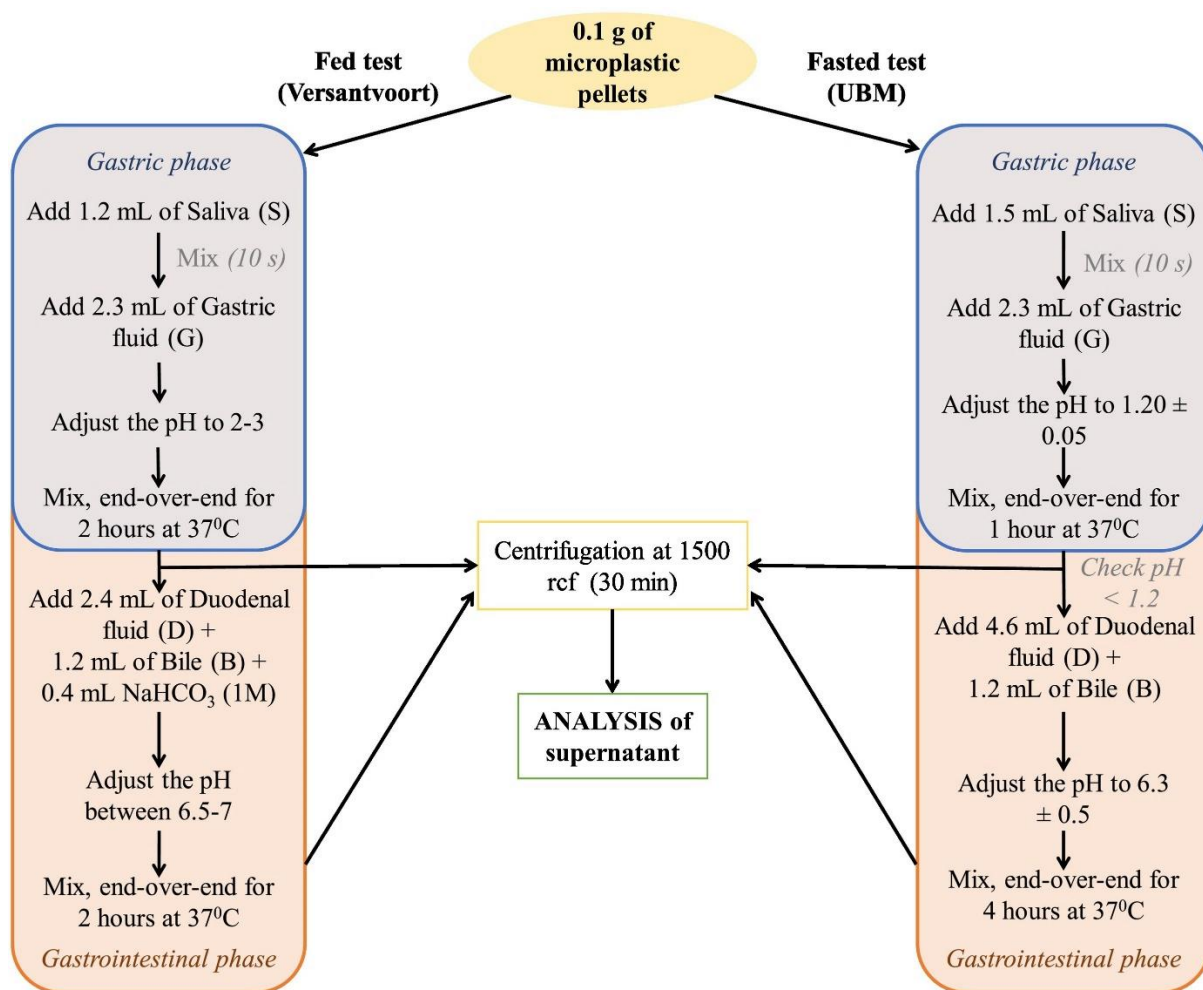 0.1 g of
microplastic
pellets
Fed test
(Versantvoort)
Fasted test
(UBM)
Gastric phase
Add 1.2 mL of Saliva (S)
Mix (10 s)
Add 2.3 mL of Gastric
fluid (G)
Adjust the pH to 2-3
Mix, end-over-end for
2 hours at 37⁰C
Add 2.4 mL of Duodenal
fluid (D) +
1.2 mL of Bile (B) +
0.4 mL NaHCO₃ (1M)
Adjust the pH
between 6.5-7
Mix, end-over-end for
2 hours at 37⁰C
Gastrointestinal phase
Centrifugation at 1500
rcf (30 min)
ANALYSIS of
supernatant
Gastric phase
Add 1.5 mL of Saliva (S)
Mix (10 s)
Add 2.3 mL of Gastric
fluid (G)
Adjust the pH to 1.20 ±
0.05
Mix, end-over-end for
1 hour at 37⁰C
Check pH
< 1.2
Add 4.6 mL of Duodenal
fluid (D) +
1.2 mL of Bile (B)
Adjust the pH to 6.3
± 0.5
Mix, end-over-end for
4 hours at 37⁰C
Gastrointestinal phase